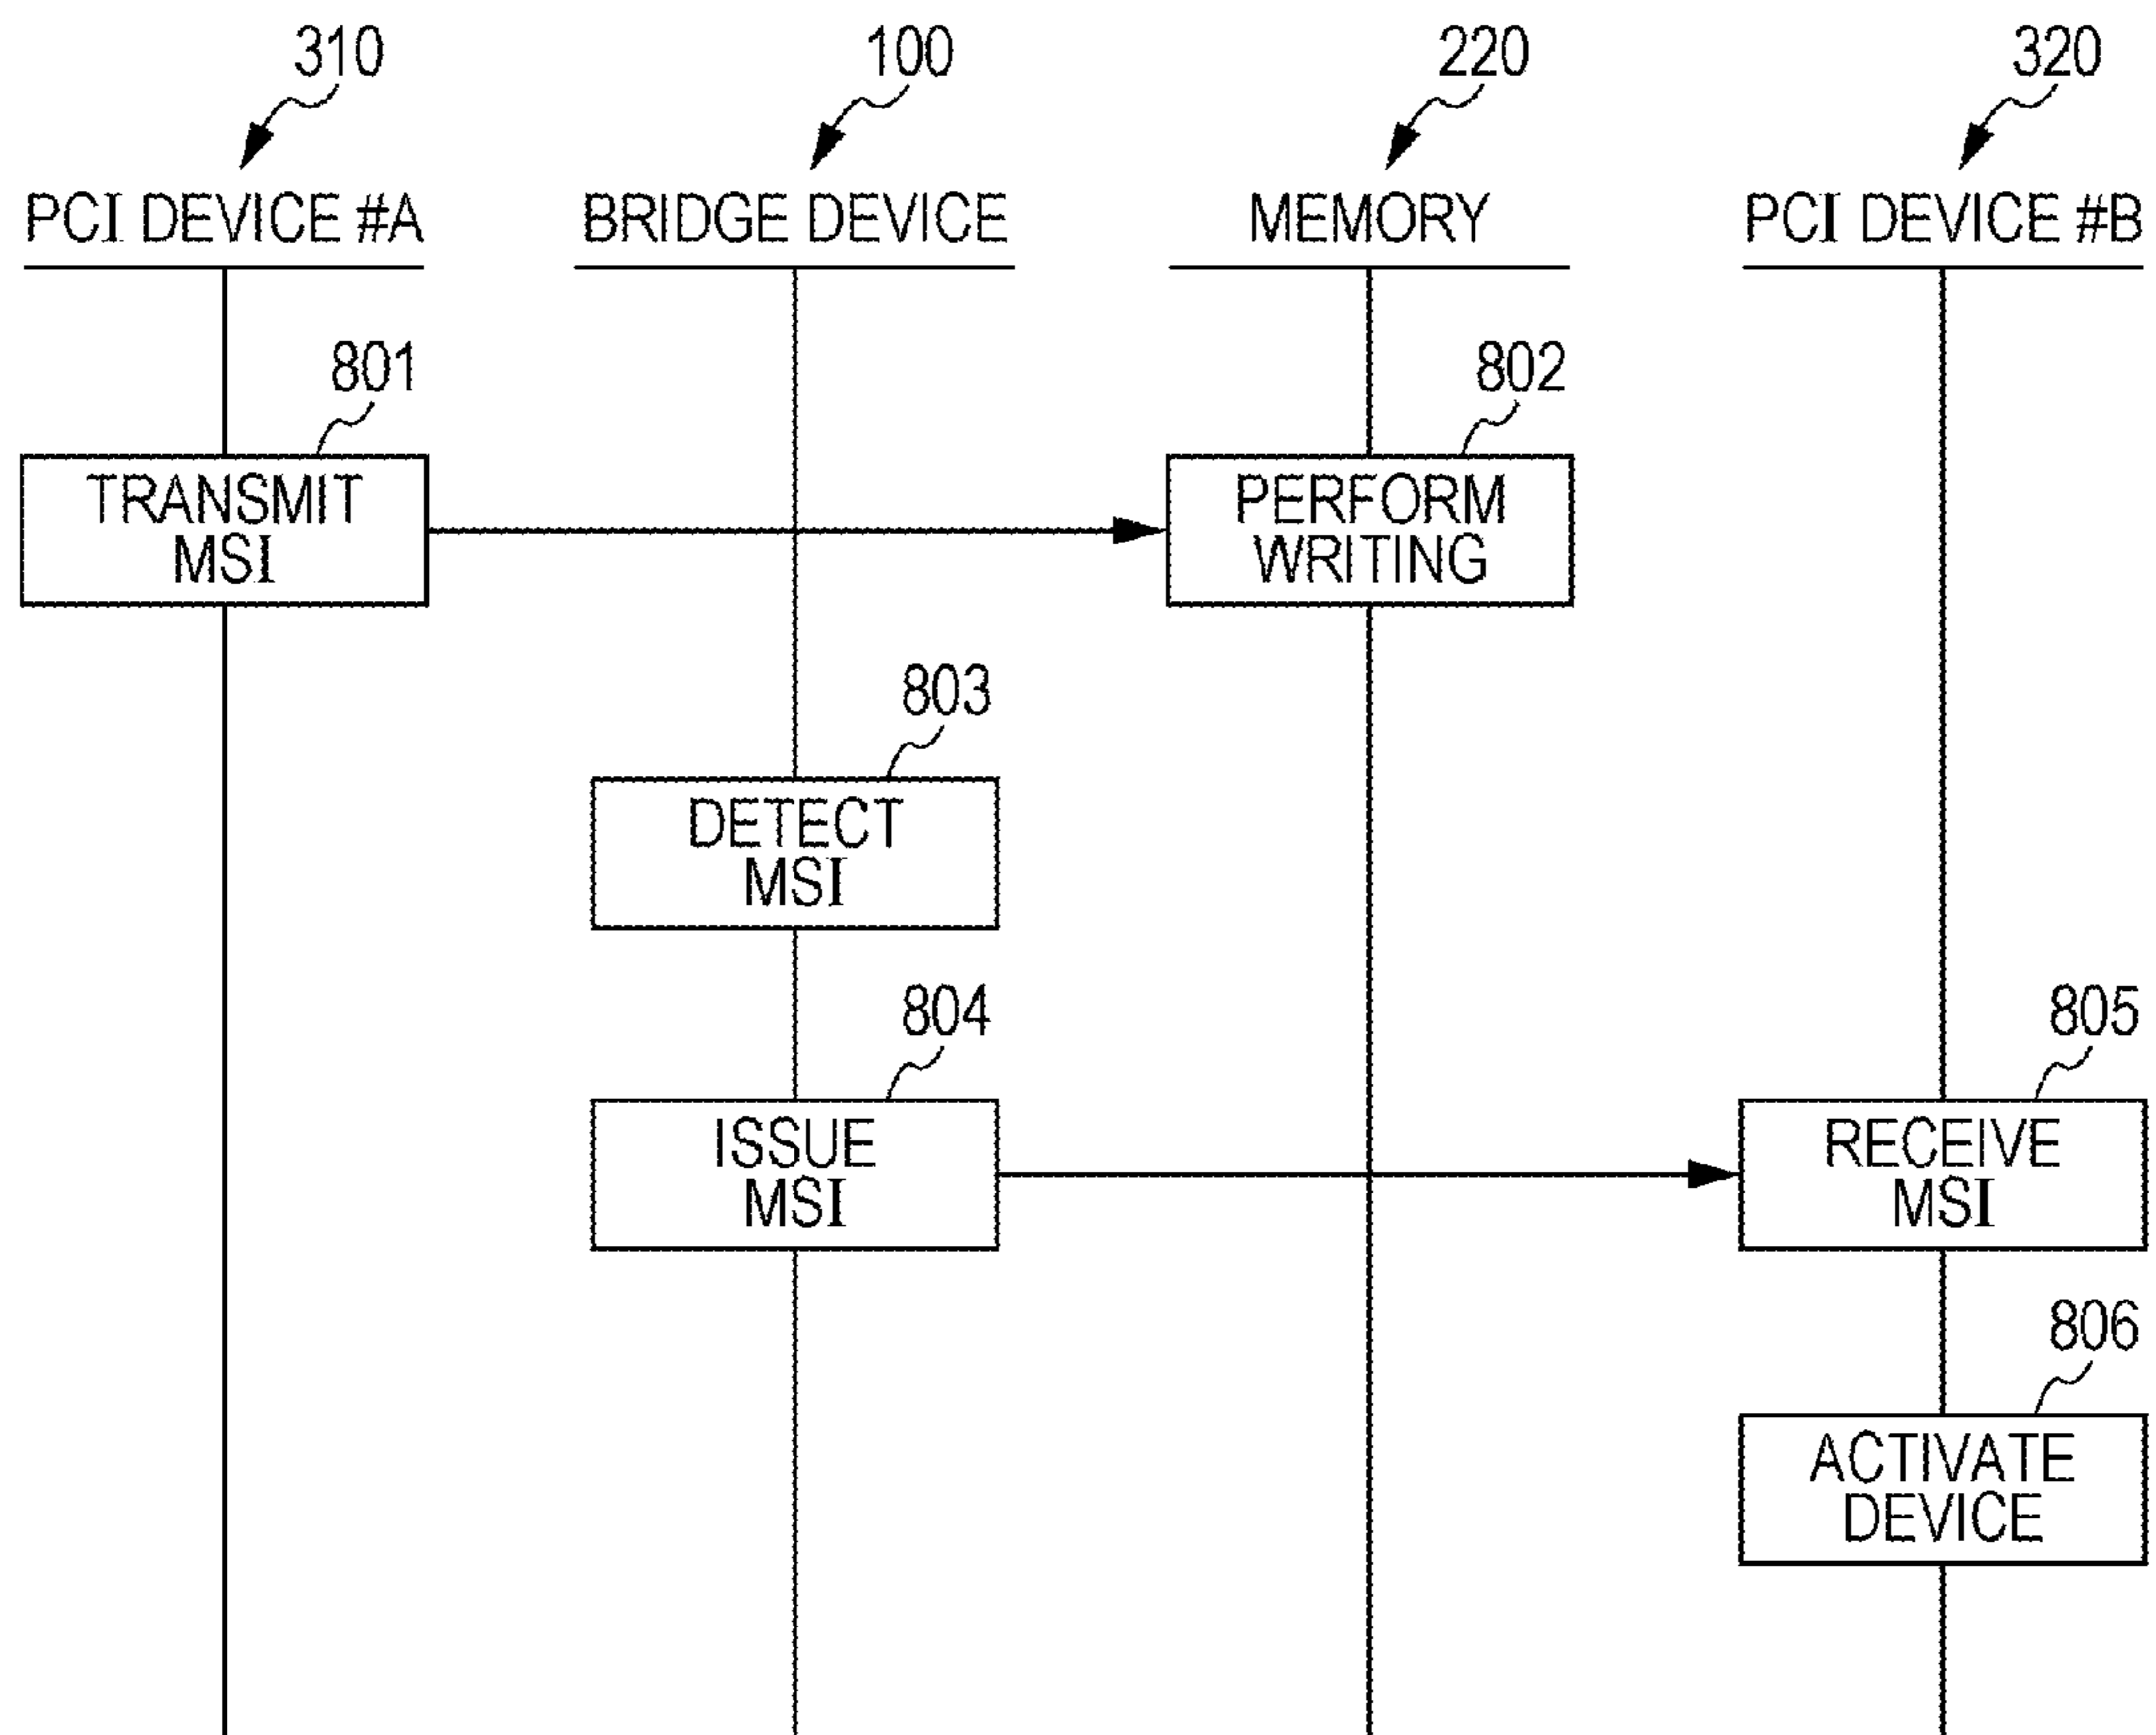 310
100
220
320
PCI DEVICE #A
BRIDGE DEVICE
MEMORY
PCI DEVICE #B
801
802
TRANSMIT
MSI
PERFORM
WRITING
803
DETECT
MSI
804
805
ISSUE
MSI
RECEIVE
MSI
806
ACTIVATE
DEVICE